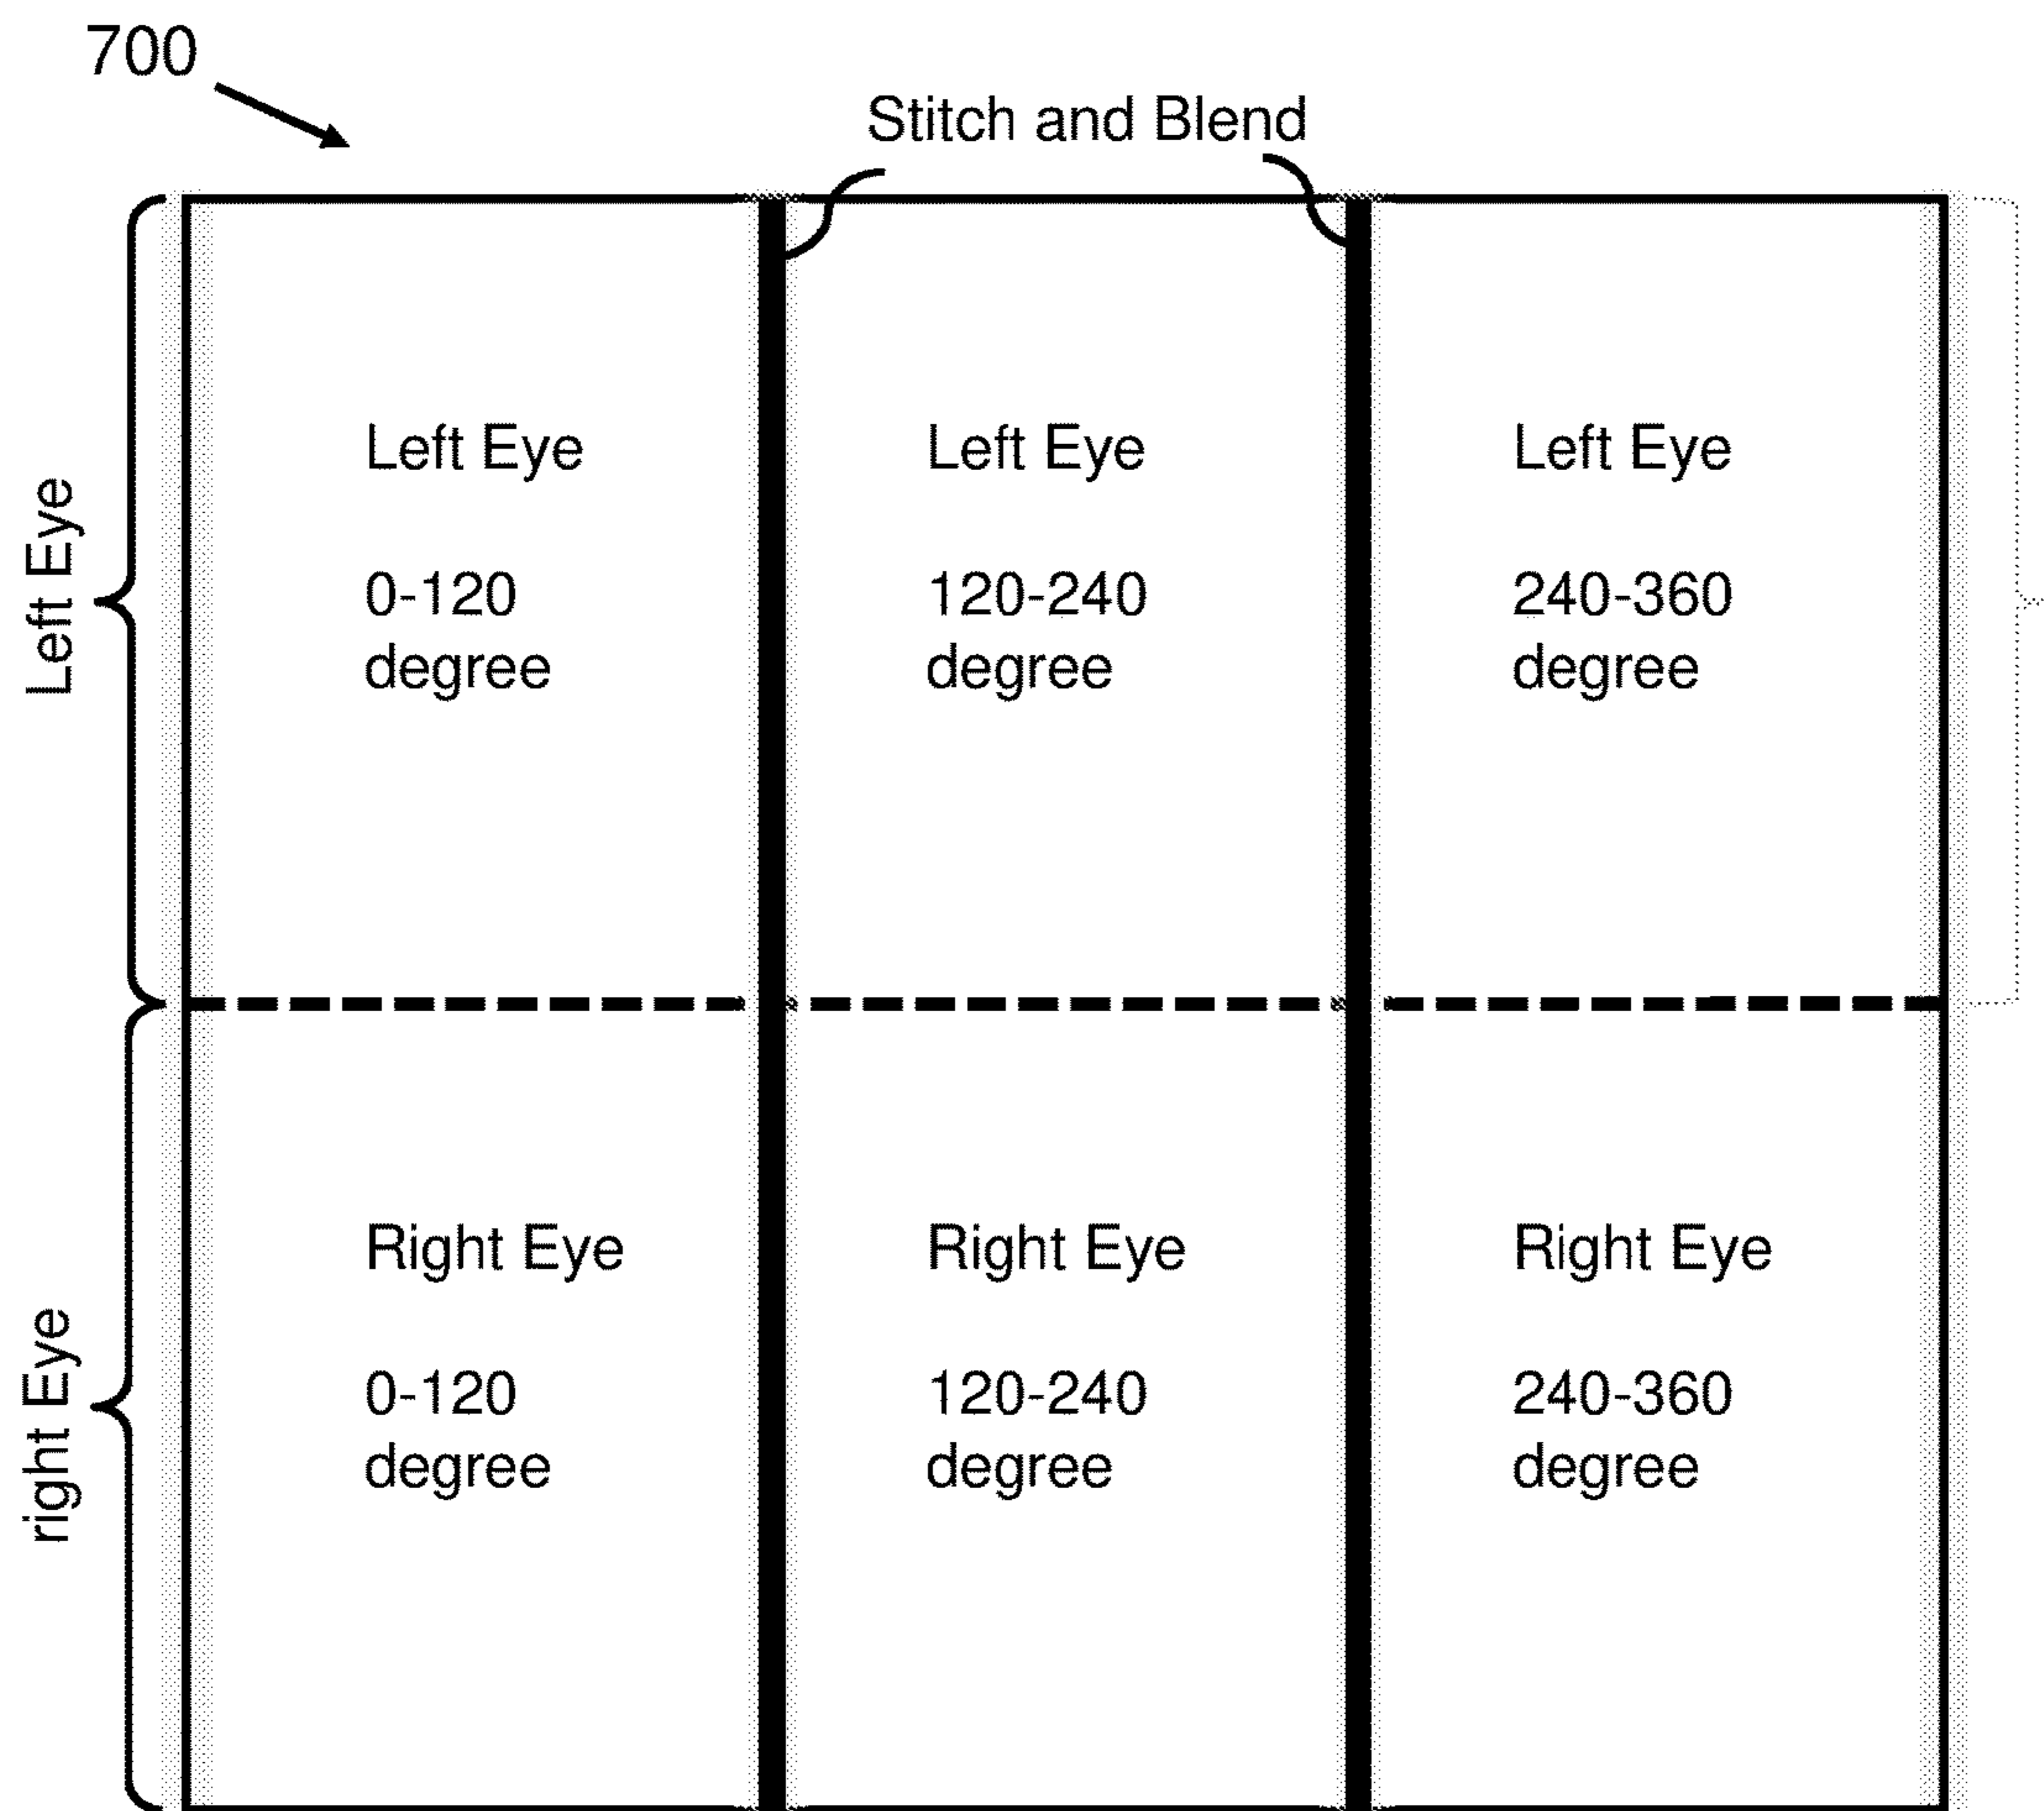 700
Stitch and Blend
Left Eye
Left Eye
Left Eye
Left Eye
0-120
degree
120-240
degree
240-360
degree
right Eye
Right Eye
Right Eye
Right Eye
0-120
degree
120-240
degree
240-360
degree